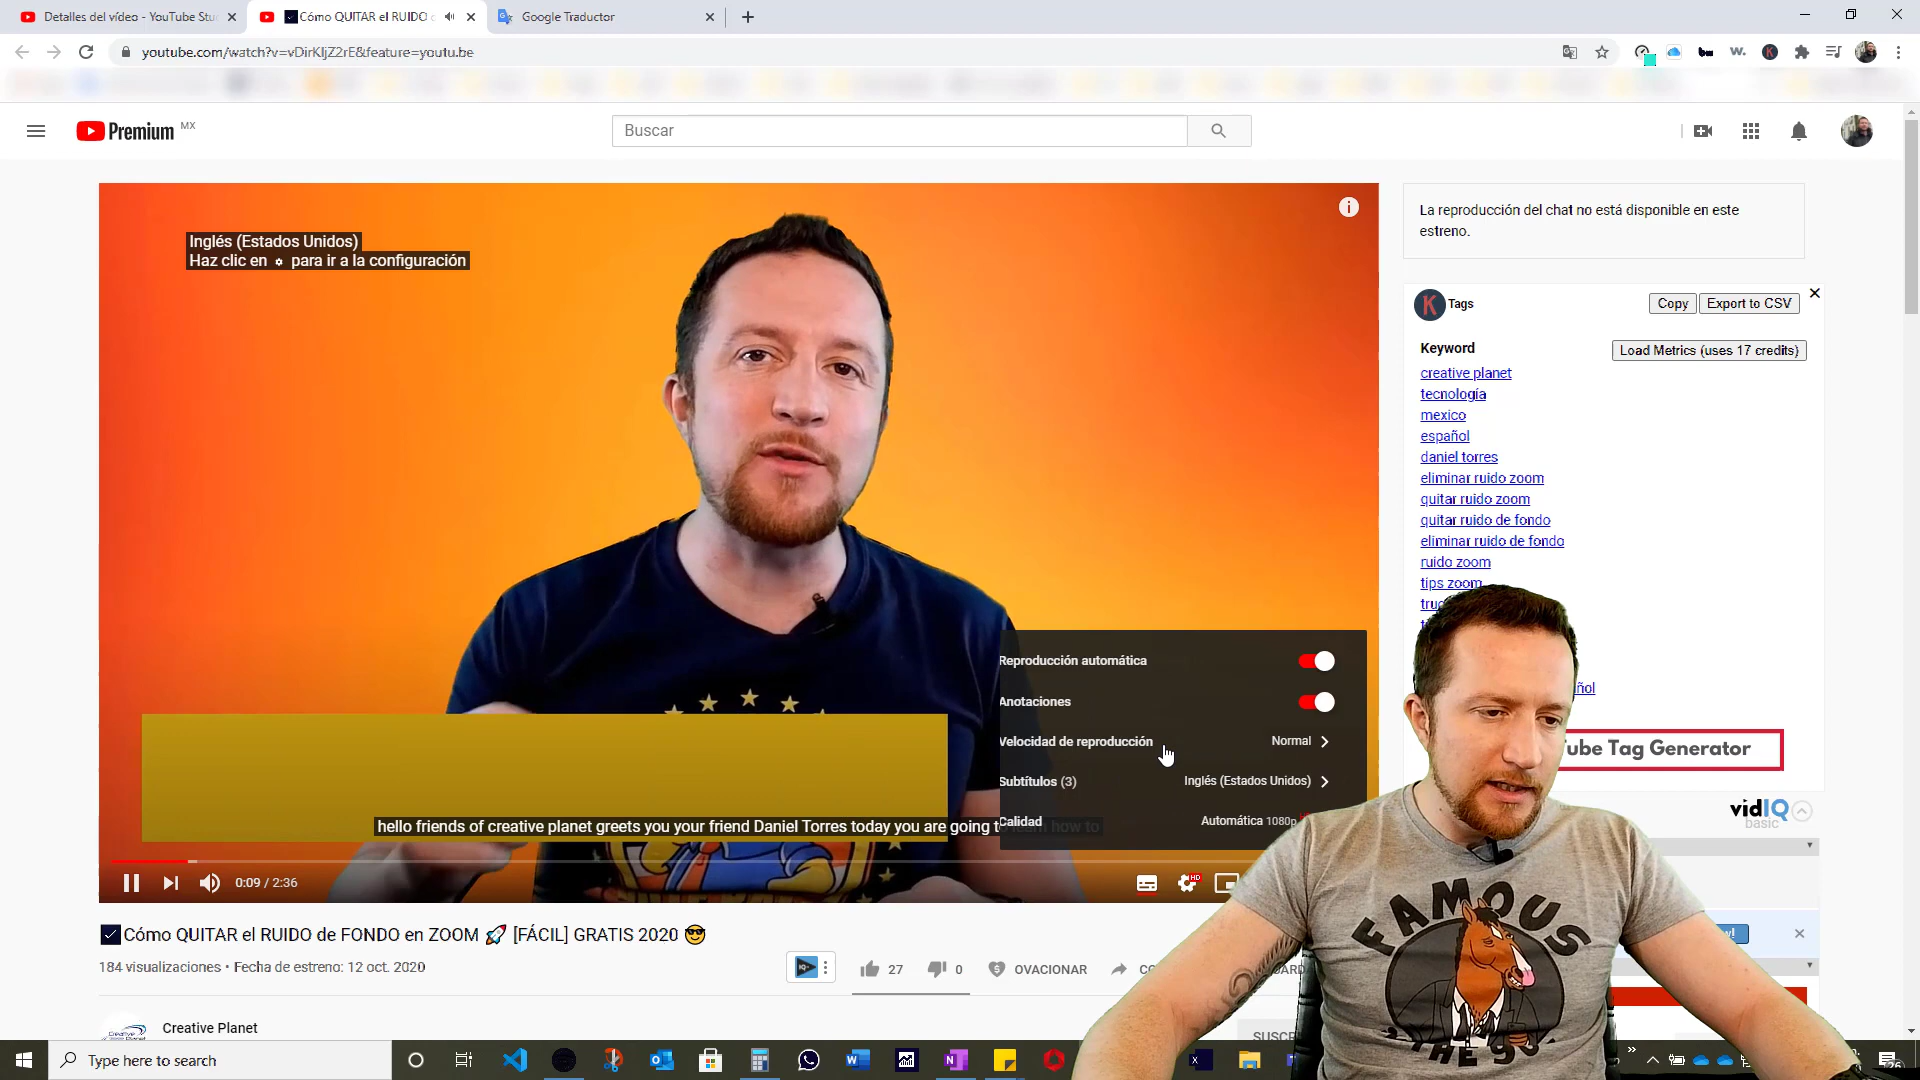 Detalles del vídeo - YouTube Stu
Cómo QUITAR el RUIDO
Google Traductor
youtube.com/watch?v=vDirKIjZ2rE&feature=youtu.be
Premium MX
Buscar
Inglés (Estados Unidos)
Haz clic en para ir a la configuración
La reproducción del chat no está disponible en este
estreno.
K Tags
Copy
Export to CSV
Keyword
Load Metrics (uses 17 credits)
creative planet
tecnología
mexico
español
daniel torres
eliminar ruido zoom
quitar ruido zoom
quitar ruido de fondo
eliminar ruido de fondo
ruido zoom
tips zoom
Reproducción automática
Anotaciones
Velocidad de reproducción Normal
Subtítulos (3) Inglés (Estados Unidos)
Calidad Automática 1080p
Tag Generator
vidIQ
basic
hello friends of creative planet greets you your friend Daniel Torres today you are going to learn how to
0:09 / 2:36
HD
Cómo QUITAR el RUIDO de FONDO en ZOOM 🚀 [FÁCIL] GRATIS 2020 😎
184 visualizaciones • Fecha de estreno: 12 oct. 2020
27
0
OVACIONAR
Creative Planet
FAMOUS
Type here to search